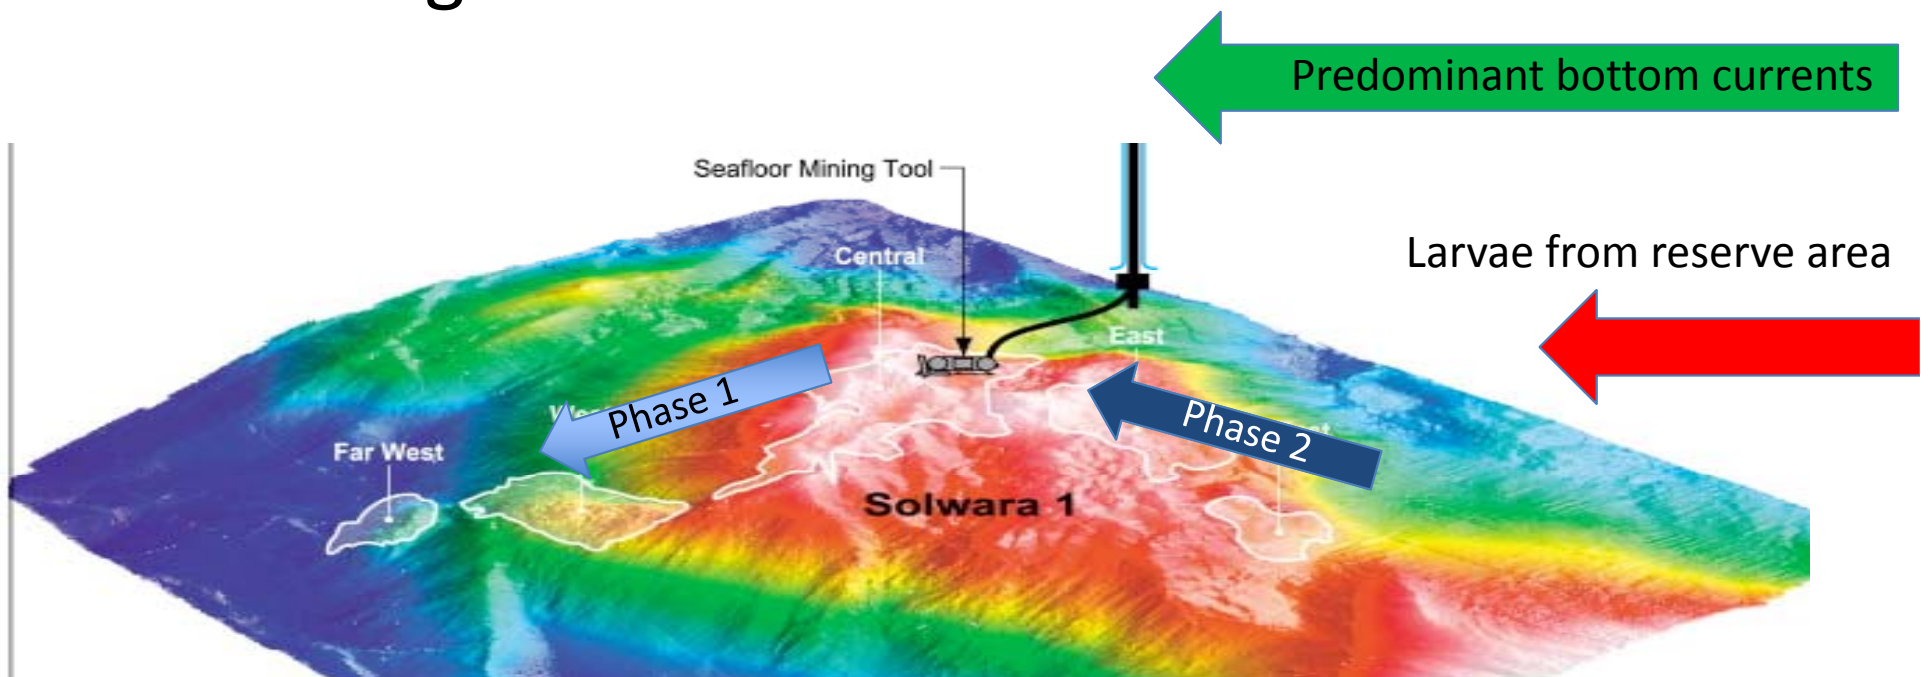 Predominant bottom currents
Seafloor Mining Tool
Larvae from reserve area
Central
East
Phase 1
Phase 2
Far West
Solwara 1